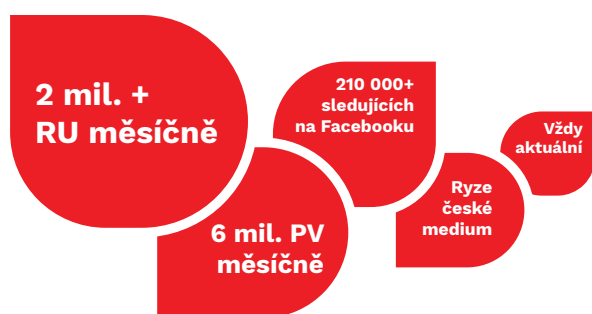 2 mil. +
RU měsíčně
210 000+
sledujících
na Facebooku
Vždy
aktuální
6 mil. PV
měsíčně
Ryze
české
medium